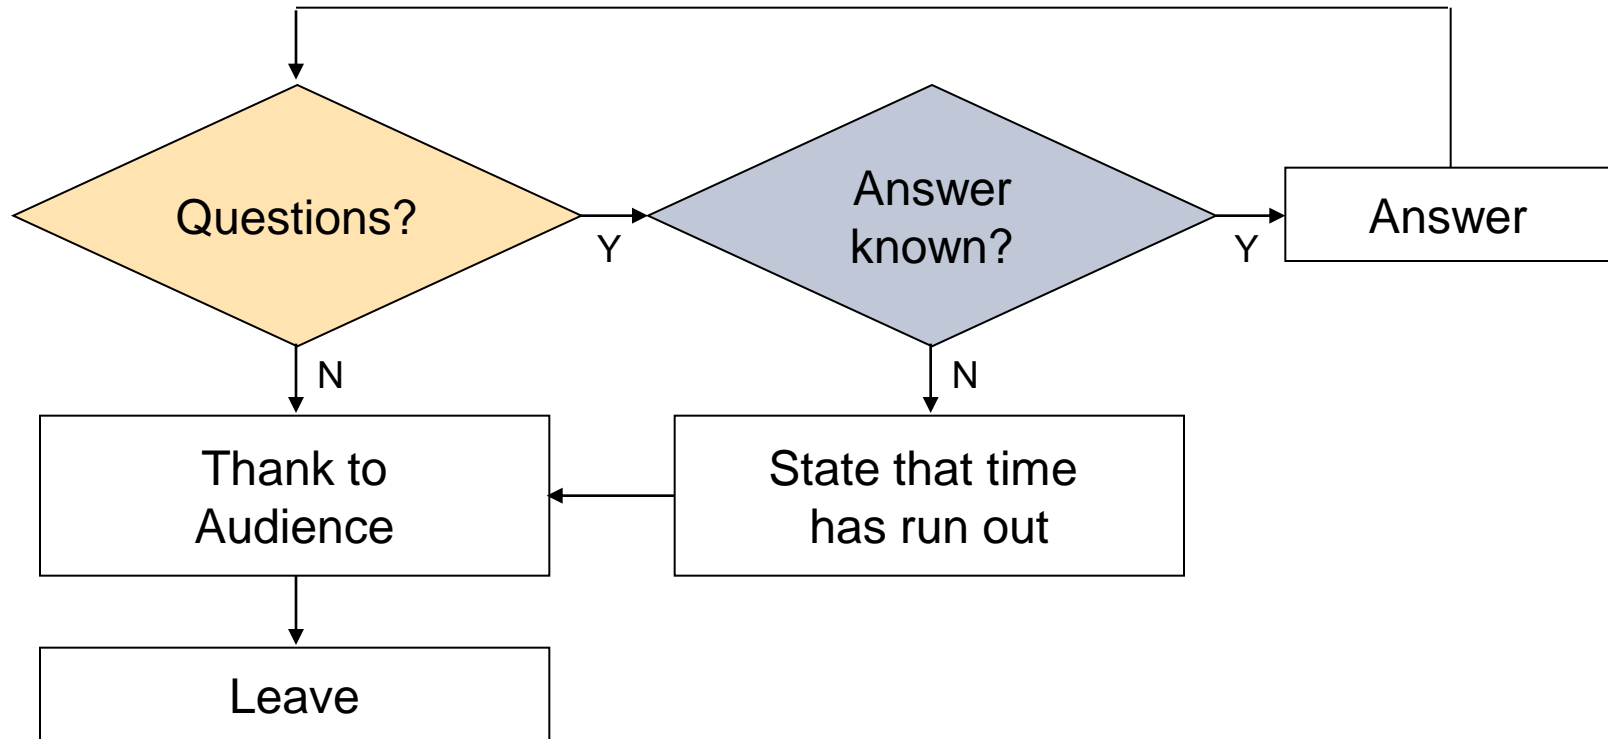 Questions?
Y
Answer
known?
Y
Answer
N
N
Thank to
Audience
State that time
has run out
Leave